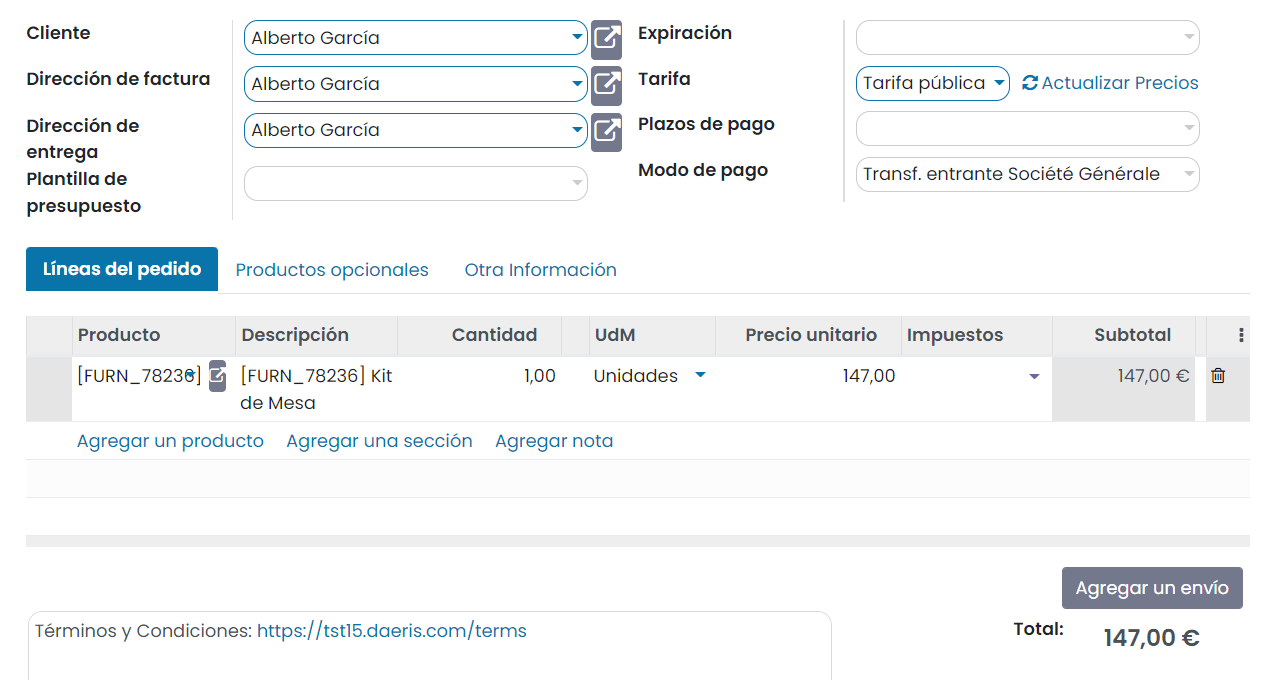 Cliente
Alberto García
Dirección de factura
Alberto García
Dirección de
entrega
Alberto García
Plantilla de
presupuesto
Expiración
Tarifa
Tarifa pública
Actualizar Precios
Plazos de pago
Modo de pago
Transf. entrante Société Générale
Líneas del pedido Productos opcionales Otra Información
Producto Descripción Cantidad UdM Precio unitario Impuestos Subtotal
[FURN_78236] [FURN_78236] Kit 1,00 Unidades 147,00 147,00 €
de Mesa
Agregar un producto Agregar una sección Agregar nota
Agregar un envío
Términos y Condiciones: https://tst15.daeris.com/terms
Total: 147,00 €